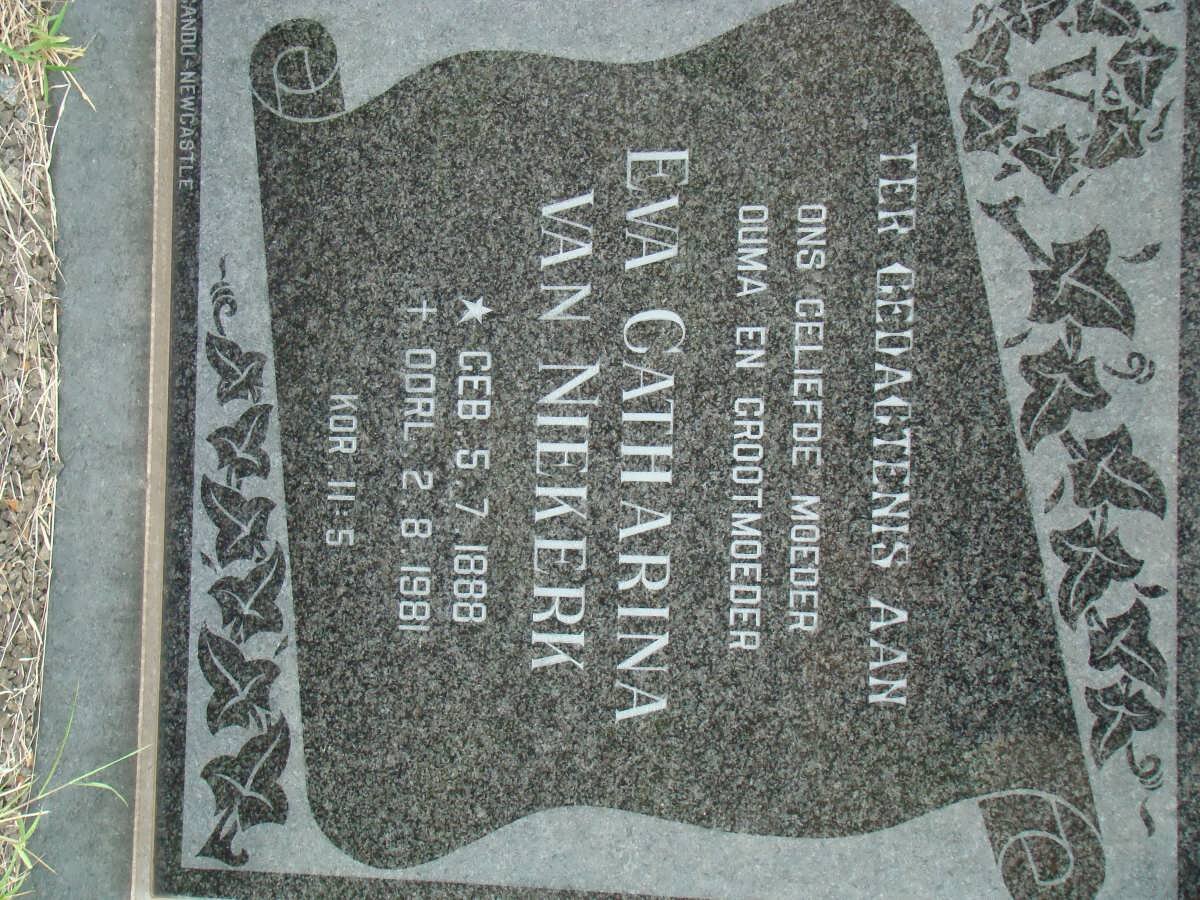 V
TER GEDAGTENIS AAN
ONS GELIEFDE MOEDER
OUMA EN GROOTMOEDER
EVA CATHARINA
VAN NIEKERK
★ GEB. 5.7.1888
† OORL. 2.8.1981
KOR. 11-5
NEWCASTLE